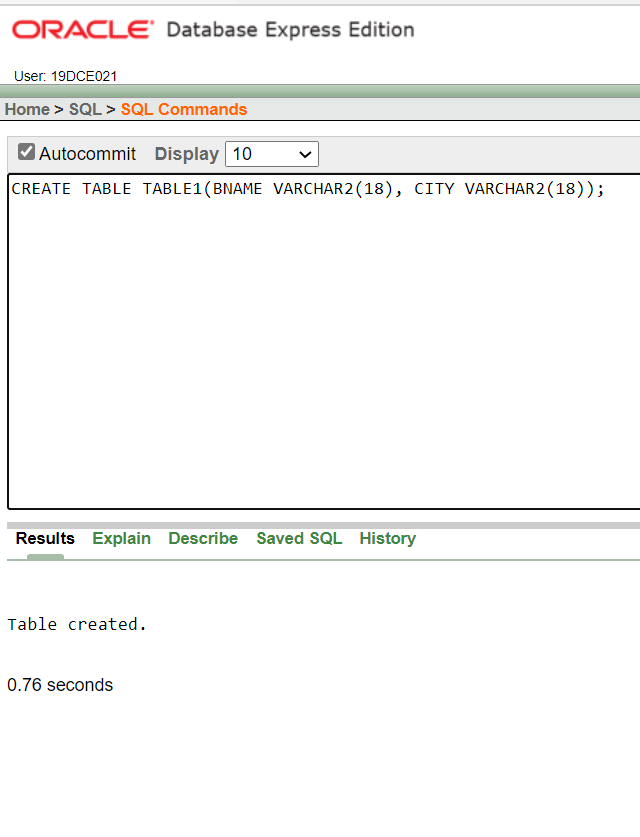 ORACLE Database Express Edition
User: 19DCE021
Home > SQL > SQL Commands
Autocommit Display 10
CREATE TABLE TABLE1(BNAME VARCHAR2(18), CITY VARCHAR2(18));
Results Explain Describe Saved SQL History
Table created.
0.76 seconds